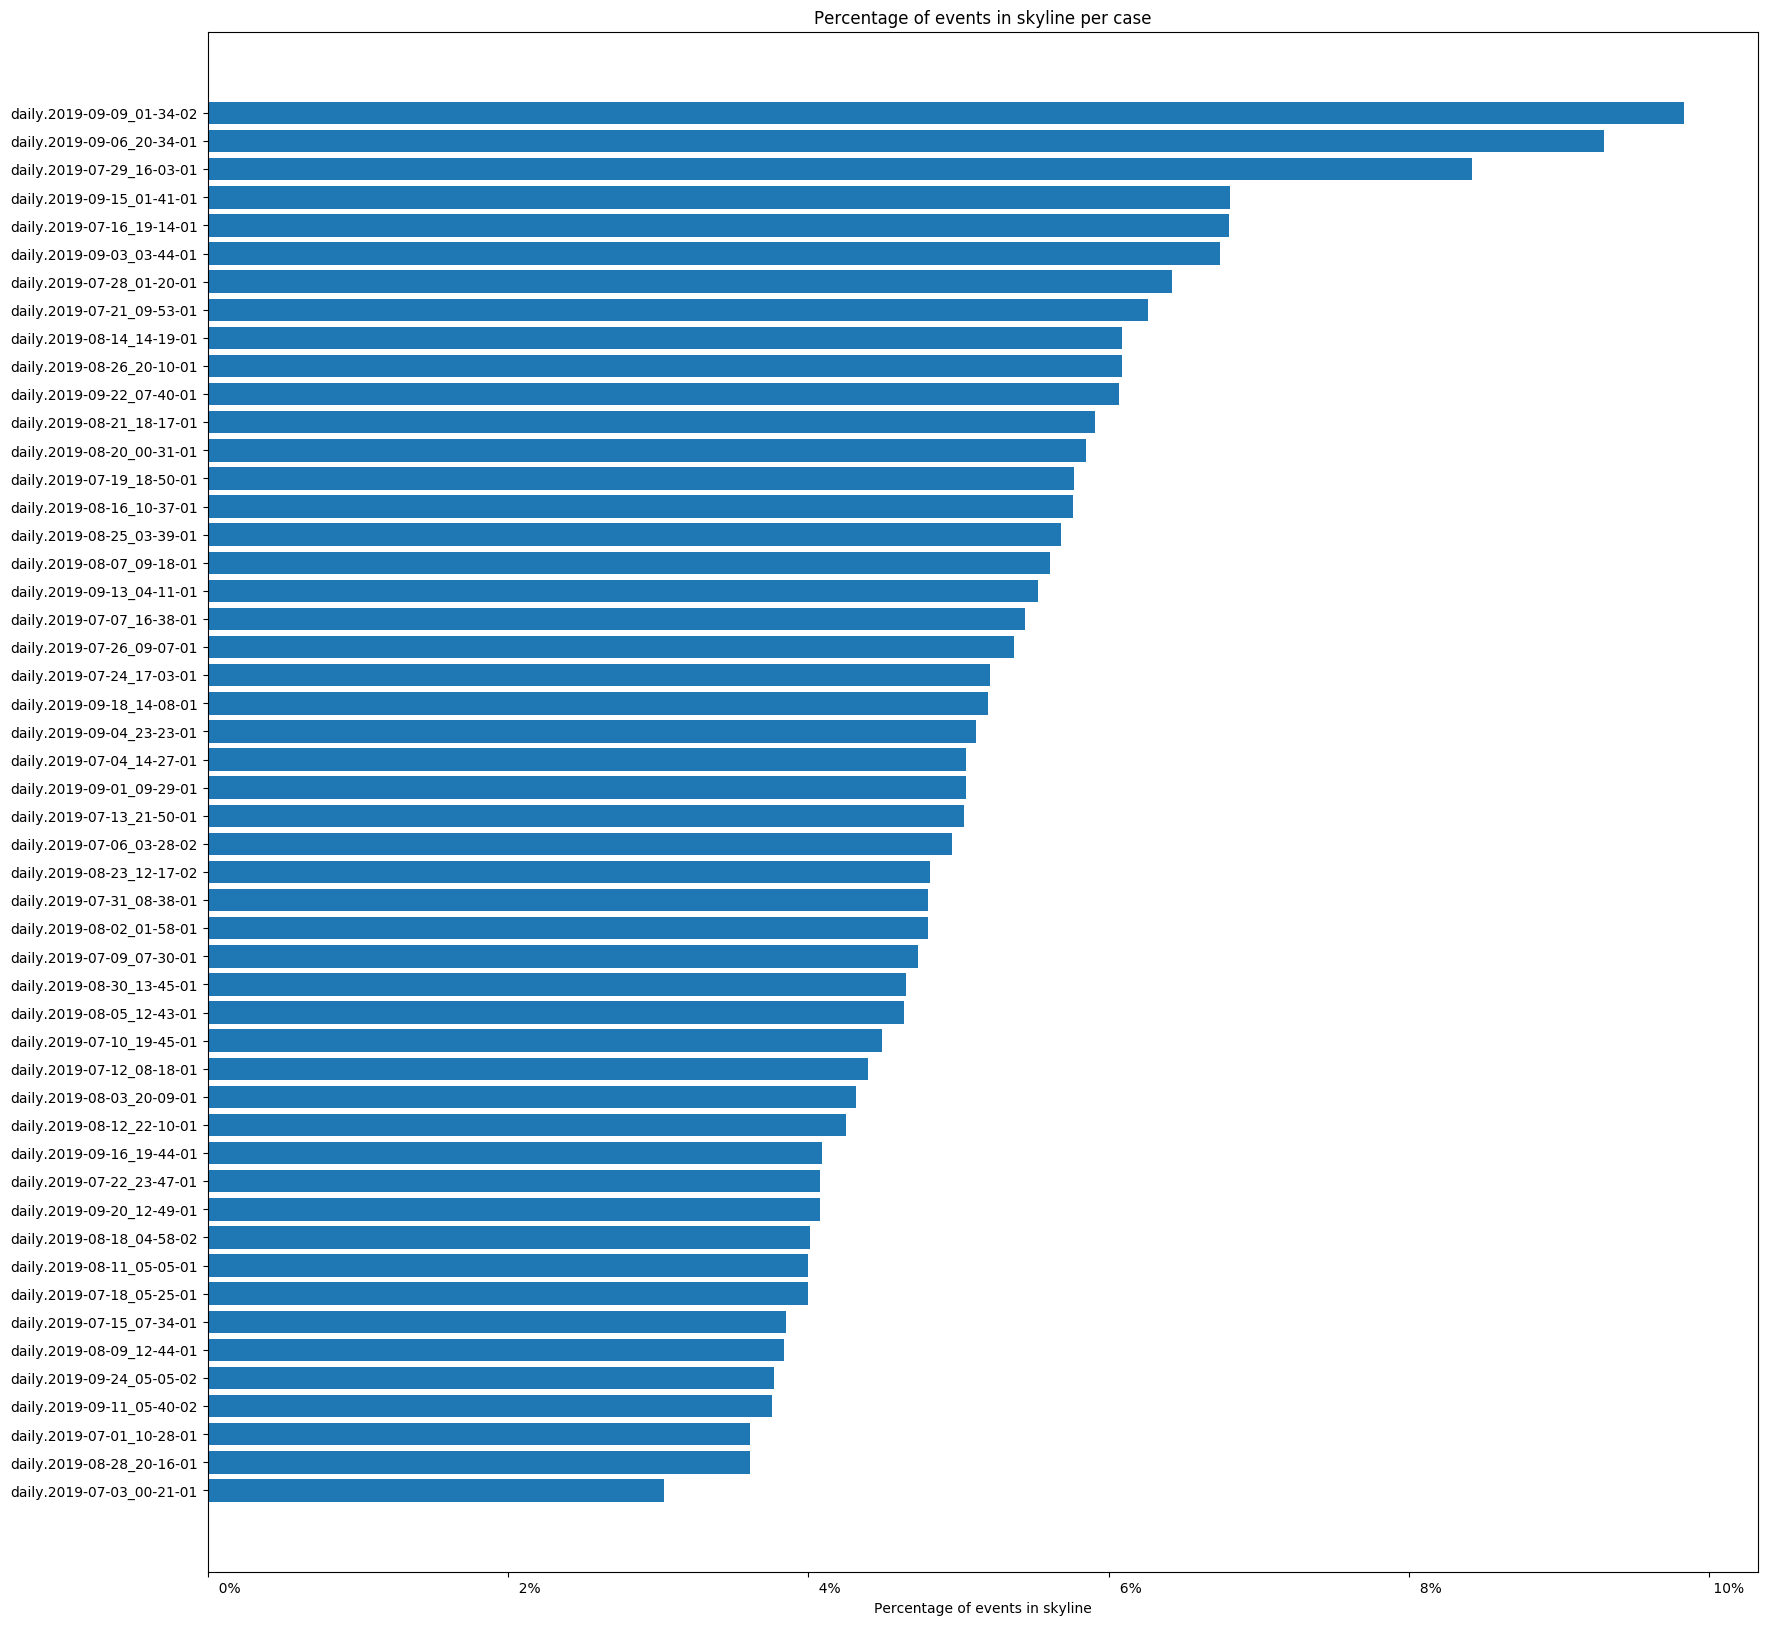 Percentage of events in skyline per case
daily.2019-09-09_01-34-02
daily.2019-09-06_20-34-01
daily.2019-07-29_16-03-01
daily.2019-09-15_01-41-01
daily.2019-07-16_19-14-01
daily.2019-09-03_03-44-01
daily.2019-07-28_01-20-01
daily.2019-07-21_09-53-01
daily.2019-08-14_14-19-01
daily.2019-08-26_20-10-01
daily.2019-09-22_07-40-01
daily.2019-08-21_18-17-01
daily.2019-08-20_00-31-01
daily.2019-07-19_18-50-01
daily.2019-08-16_10-37-01
daily.2019-08-25_03-39-01
daily.2019-08-07_09-18-01
daily.2019-09-13_04-11-01
daily.2019-07-07_16-38-01
daily.2019-07-26_09-07-01
daily.2019-07-24_17-03-01
daily.2019-09-18_14-08-01
daily.2019-09-04_23-23-01
daily.2019-07-04_14-27-01
daily.2019-09-01_09-29-01
daily.2019-07-13_21-50-01
daily.2019-07-06_03-28-02
daily.2019-08-23_12-17-02
daily.2019-07-31_08-38-01
daily.2019-08-02_01-58-01
daily.2019-07-09_07-30-01
daily.2019-08-30_13-45-01
daily.2019-08-05_12-43-01
daily.2019-07-10_19-45-01
daily.2019-07-12_08-18-01
daily.2019-08-03_20-09-01
daily.2019-08-12_22-10-01
daily.2019-09-16_19-44-01
daily.2019-07-22_23-47-01
daily.2019-09-20_12-49-01
daily.2019-08-18_04-58-02
daily.2019-08-11_05-05-01
daily.2019-07-18_05-25-01
daily.2019-07-15_07-34-01
daily.2019-08-09_12-44-01
daily.2019-09-24_05-05-02
daily.2019-09-11_05-40-02
daily.2019-07-01_10-28-01
daily.2019-08-28_20-16-01
daily.2019-07-03_00-21-01
0% 2% 4% 6% 8% 10%
Percentage of events in skyline